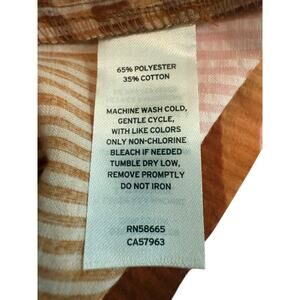 65% POLYESTER
35% COTTON
MACHINE WASH COLD,
GENTLE CYCLE,
WITH LIKE COLORS
ONLY NON-CHLORINE
BLEACH IF NEEDED
TUMBLE DRY LOW,
REMOVE PROMPTLY
DO NOT IRON
RN58665
CA57963